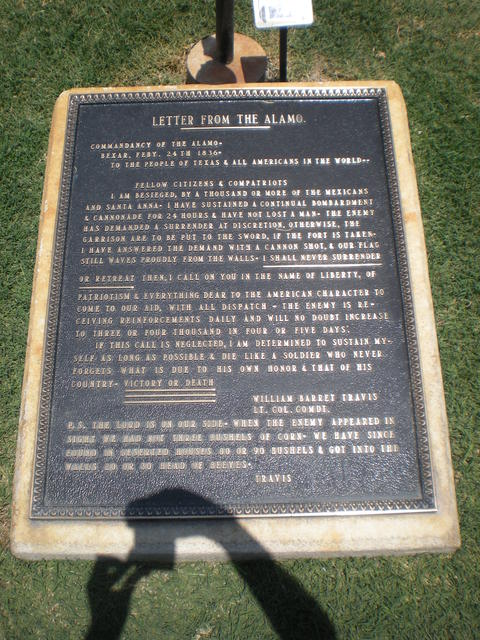 LETTER FROM THE ALAMO.
COMMANDANCY OF THE ALAMO-
BEXAR, FEBY. 24TH 1836-
TO THE PEOPLE OF TEXAS & ALL AMERICANS IN THE WORLD--
FELLOW CITIZENS & COMPATRIOTS
I AM BESIEGED, BY A THOUSAND OR MORE OF THE MEXICANS
AND SANTA ANNA- I HAVE SUSTAINED A CONTINUAL BOMBARDMENT
& CANNONADE FOR 24 HOURS & HAVE NOT LOST A MAN- THE ENEMY
HAS DEMANDED A SURRENDER AT DISCRETION, OTHERWISE, THE
GARRISON ARE TO BE PUT TO THE SWORD, IF THE FORT IS TAKEN-
I HAVE ANSWERED THE DEMAND WITH A CANNON SHOT, & OUR FLAG
STILL WAVES PROUDLY FROM THE WALLS- I SHALL NEVER SURRENDER
OR RETREAT THEN, I CALL ON YOU IN THE NAME OF LIBERTY, OF
PATRIOTISM & EVERYTHING DEAR TO THE AMERICAN CHARACTER TO
COME TO OUR AID, WITH ALL DISPATCH - THE ENEMY IS RE-
CEIVING REINFORCEMENTS DAILY AND WILL NO DOUBT INCREASE
TO THREE OR FOUR THOUSAND IN FOUR OR FIVE DAYS.
IF THIS CALL IS NEGLECTED, I AM DETERMINED TO SUSTAIN MY-
SELF AS LONG AS POSSIBLE & DIE LIKE A SOLDIER WHO NEVER
FORGETS WHAT IS DUE TO HIS OWN HONOR & THAT OF HIS
COUNTRY- VICTORY OR DEATH
WILLIAM BARRET TRAVIS
LT. COL. COMDT.
P.S. THE LORD IS ON OUR SIDE- WHEN THE ENEMY APPEARED IN
SIGHT WE HAD NOT THREE BUSHELS OF CORN- WE HAVE SINCE
FOUND IN DESERTED HOUSES 80 OR 90 BUSHELS & GOT INTO THE
WALLS 20 OR 30 HEAD OF BEEVES-
TRAVIS